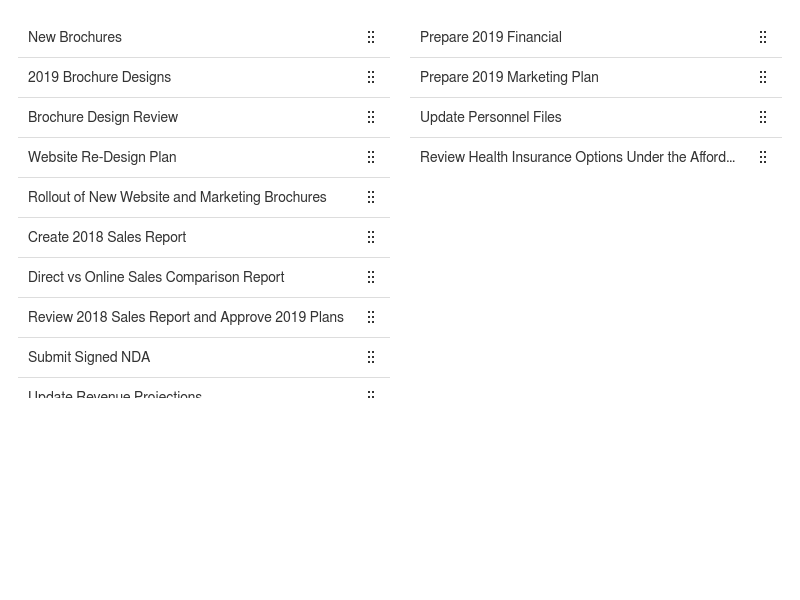 New Brochures
2019 Brochure Designs
Brochure Design Review
Website Re-Design Plan
Rollout of New Website and Marketing Brochures
Create 2018 Sales Report
Direct vs Online Sales Comparison Report
Review 2018 Sales Report and Approve 2019 Plans
Submit Signed NDA
Update Revenue Projections
Prepare 2019 Financial
Prepare 2019 Marketing Plan
Update Personnel Files
Review Health Insurance Options Under the Afford...